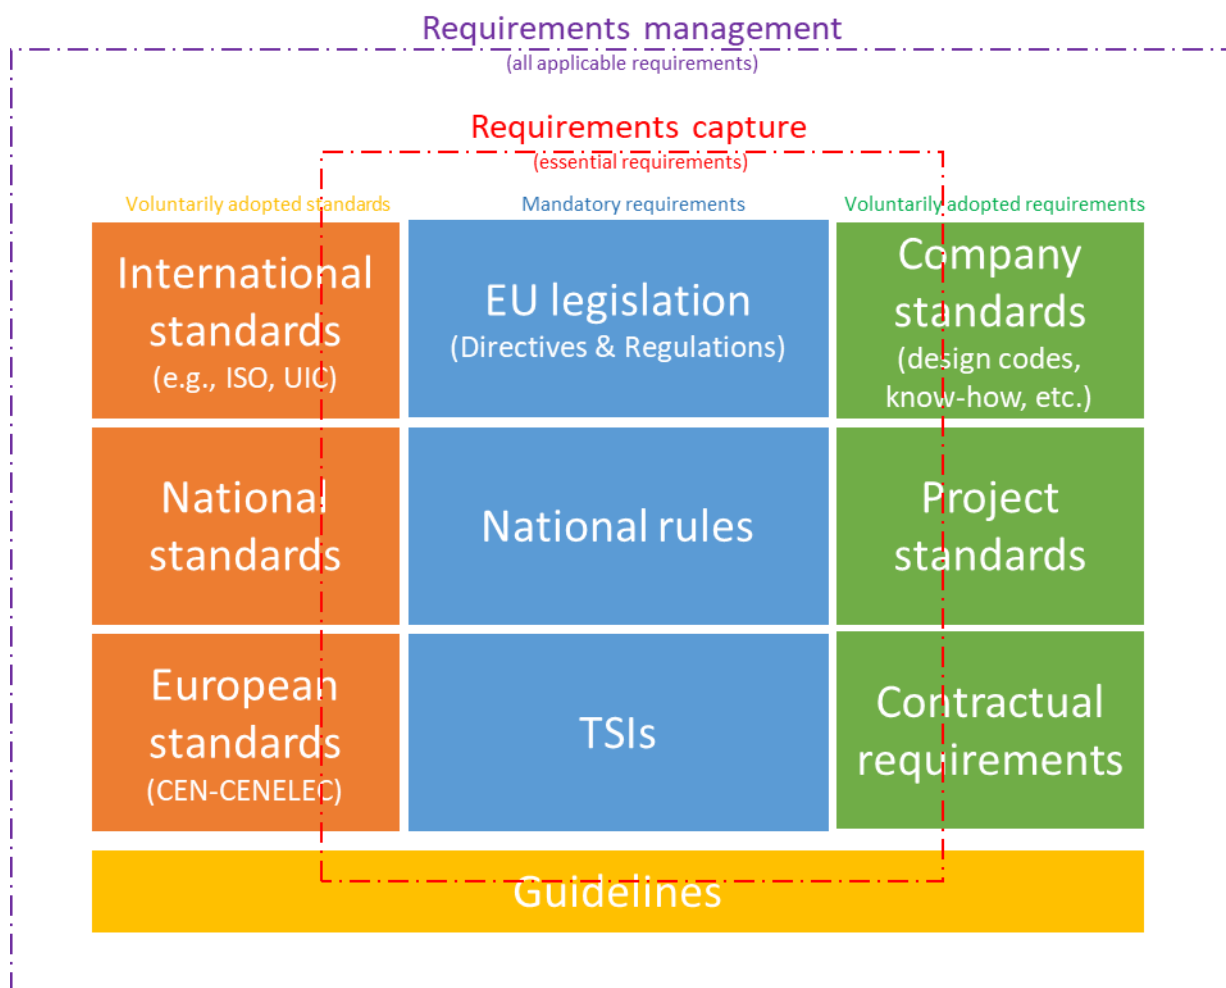 Requirements management
(all applicable requirements)
Requirements capture
(essential requirements)
Voluntarily adopted standards
Mandatory requirements
Voluntarily adopted requirements
International
standards
(e.g., ISO, UIC)
EU legislation
(Directives & Regulations)
Company
standards
(design codes,
know-how, etc.)
National
standards
National rules
Project
standards
European
standards
(CEN-CENELEC)
TSIs
Contractual
requirements
Guidelines